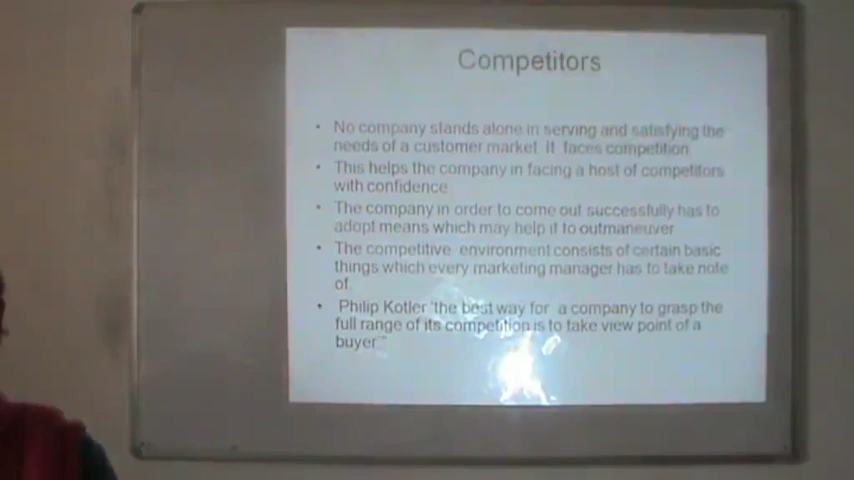 Competitors
• No company stands alone in serving and satisfying the
needs of a customer market. It faces competition.
• This helps the company in facing a host of competitors
with confidence
• The company in order to come out successfully has to
adopt means which may help it to outmaneuver
• The competitive environment consists of certain basic
things which every marketing manager has to take note
of.
• Philip Kotler "the best way for a company to grasp the
full range of its competition is to take view point of a
buyer"